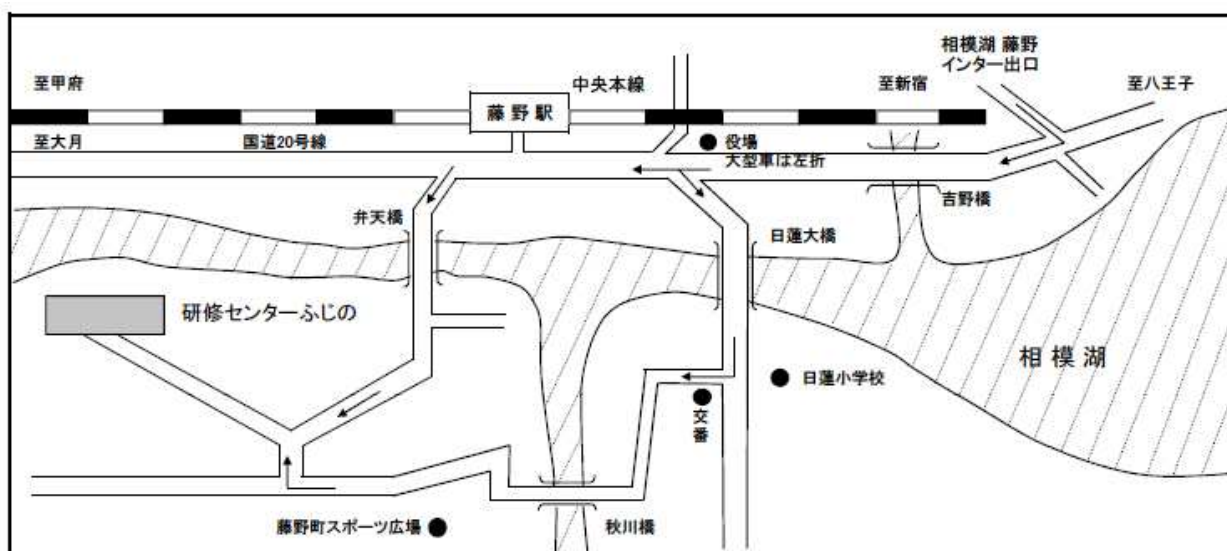 相模湖 藤野
インター出口
至甲府
中央本線
至新宿
至八王子
藤野駅
至大月
国道20号線
役場
大型車は左折
吉野橋
弁天橋
日蓮大橋
研修センターふじの
相模湖
日蓮小学校
交番
藤野町スポーツ広場
秋川橋